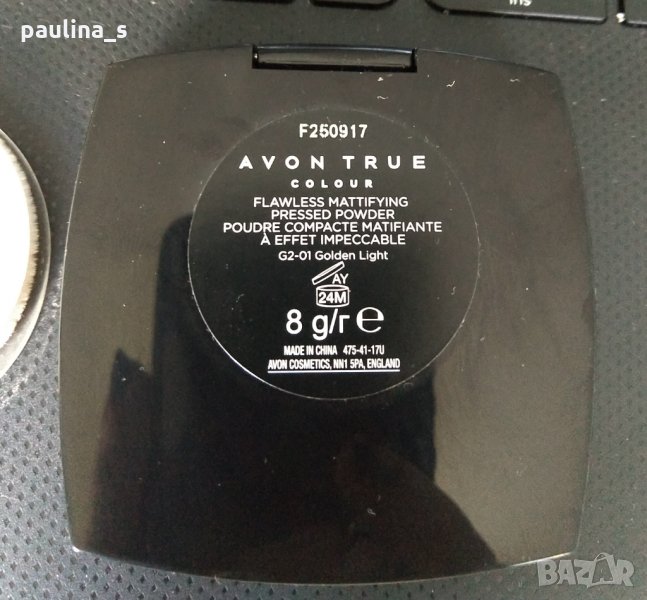 paulina_s
F250917
AVON TRUE
COLOUR
FLAWLESS MATTIFYING
PRESSED POWDER
POUDRE COMPACTE MATIFIANTE
À EFFET IMPECCABLE
G2-01 Golden Light
AY
24M
8 g/г e
MADE IN CHINA 475-41-17U
AVON COSMETICS, NN1 5PA, ENGLAND
BAZAR